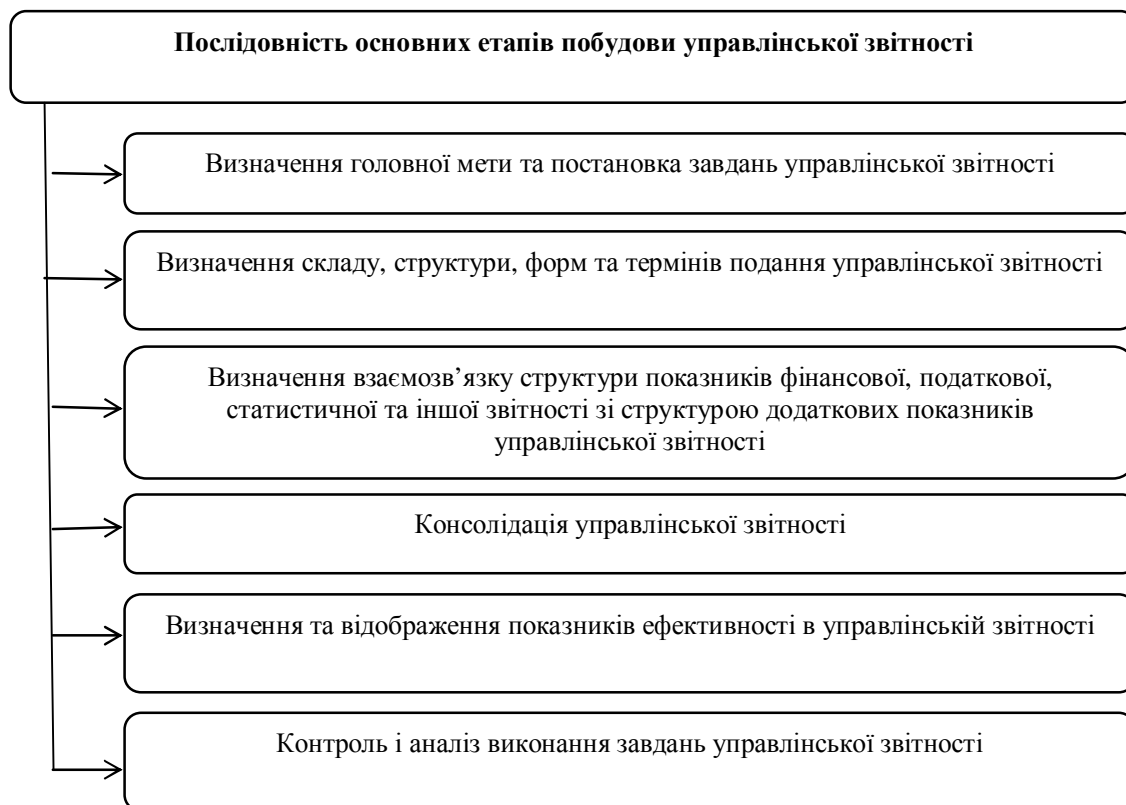 Послідовність основних етапів побудови управлінської звітності
Визначення головної мети та постановка завдань управлінської звітності
Визначення складу, структури, форм та термінів подання управлінської звітності
Визначення взаємозв’язку структури показників фінансової, податкової,
статистичної та іншої звітності зі структурою додаткових показників
управлінської звітності
Консолідація управлінської звітності
Визначення та відображення показників ефективності в управлінській звітності
Контроль і аналіз виконання завдань управлінської звітності